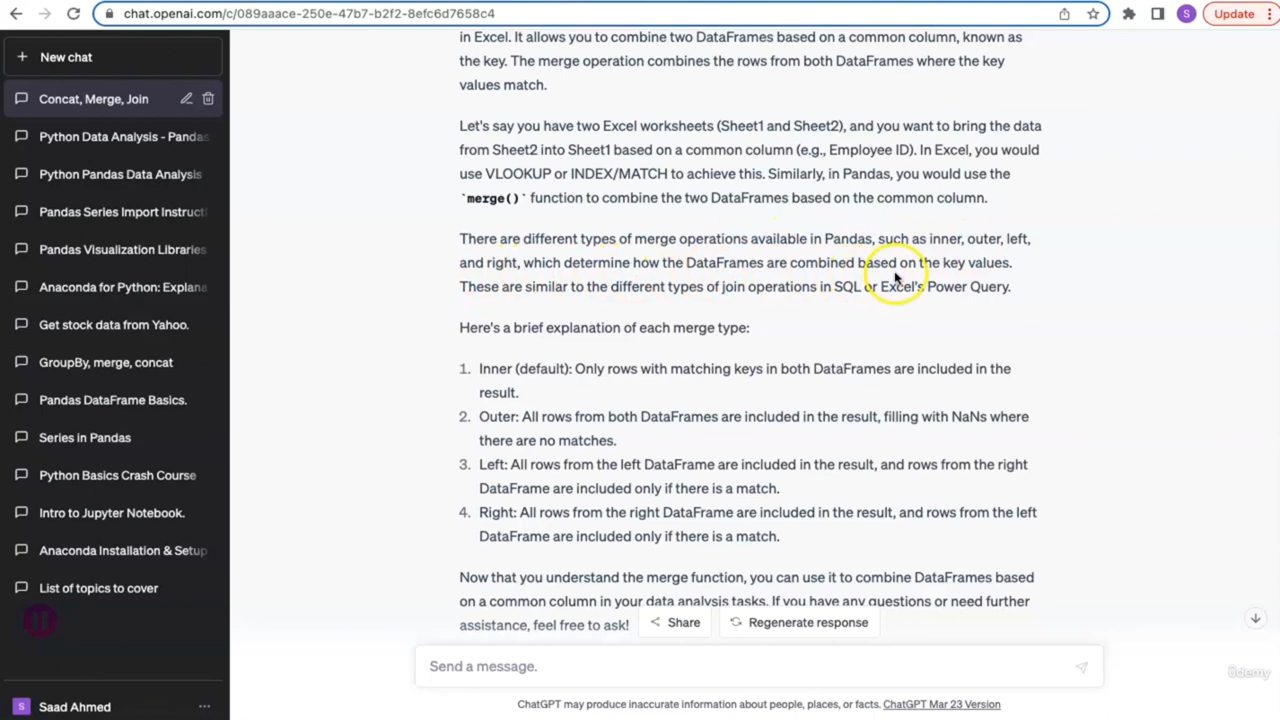 chat.openai.com/c/089aaace-250e-47b7-b2f2-8efc6d7658c4
S
Update
New chat
Concat, Merge, Join
Python Data Analysis - Pandas
Python Pandas Data Analysis
Pandas Series Import Instructi
Pandas Visualization Libraries
Anaconda for Python: Explana
Get stock data from Yahoo.
GroupBy, merge, concat
Pandas DataFrame Basics.
Series in Pandas
Python Basics Crash Course
Intro to Jupyter Notebook.
Anaconda Installation & Setup
List of topics to cover
S Saad Ahmed
in Excel. It allows you to combine two DataFrames based on a common column, known as
the key. The merge operation combines the rows from both DataFrames where the key
values match.
Let's say you have two Excel worksheets (Sheet1 and Sheet2), and you want to bring the data
from Sheet2 into Sheet1 based on a common column (e.g., Employee ID). In Excel, you would
use VLOOKUP or INDEX/MATCH to achieve this. Similarly, in Pandas, you would use the
`merge()` function to combine the two DataFrames based on the common column.
There are different types of merge operations available in Pandas, such as inner, outer, left,
and right, which determine how the DataFrames are combined based on the key values.
These are similar to the different types of join operations in SQL or Excel's Power Query.
Here's a brief explanation of each merge type:
1. Inner (default): Only rows with matching keys in both DataFrames are included in the
result.
2. Outer: All rows from both DataFrames are included in the result, filling with NaNs where
there are no matches.
3. Left: All rows from the left DataFrame are included in the result, and rows from the right
DataFrame are included only if there is a match.
4. Right: All rows from the right DataFrame are included in the result, and rows from the left
DataFrame are included only if there is a match.
Now that you understand the merge function, you can use it to combine DataFrames based
on a common column in your data analysis tasks. If you have any questions or need further
assistance, feel free to ask!
Share
Regenerate response
Send a message.
ChatGPT may produce inaccurate information about people, places, or facts. ChatGPT Mar 23 Version
udemy